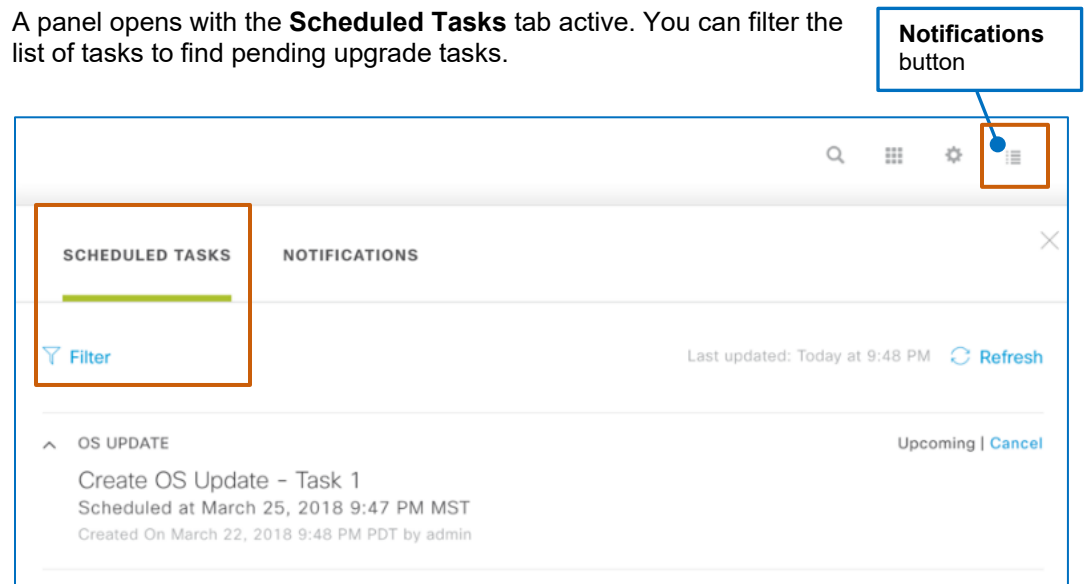 A panel opens with the Scheduled Tasks tab active. You can filter the
list of tasks to find pending upgrade tasks.
Notifications
button
SCHEDULED TASKS NOTIFICATIONS
Filter Last updated: Today at 9:48 PM Refresh
OS UPDATE Upcoming | Cancel
Create OS Update - Task 1
Scheduled at March 25, 2018 9:47 PM MST
Created On March 22, 2018 9:48 PM PDT by admin